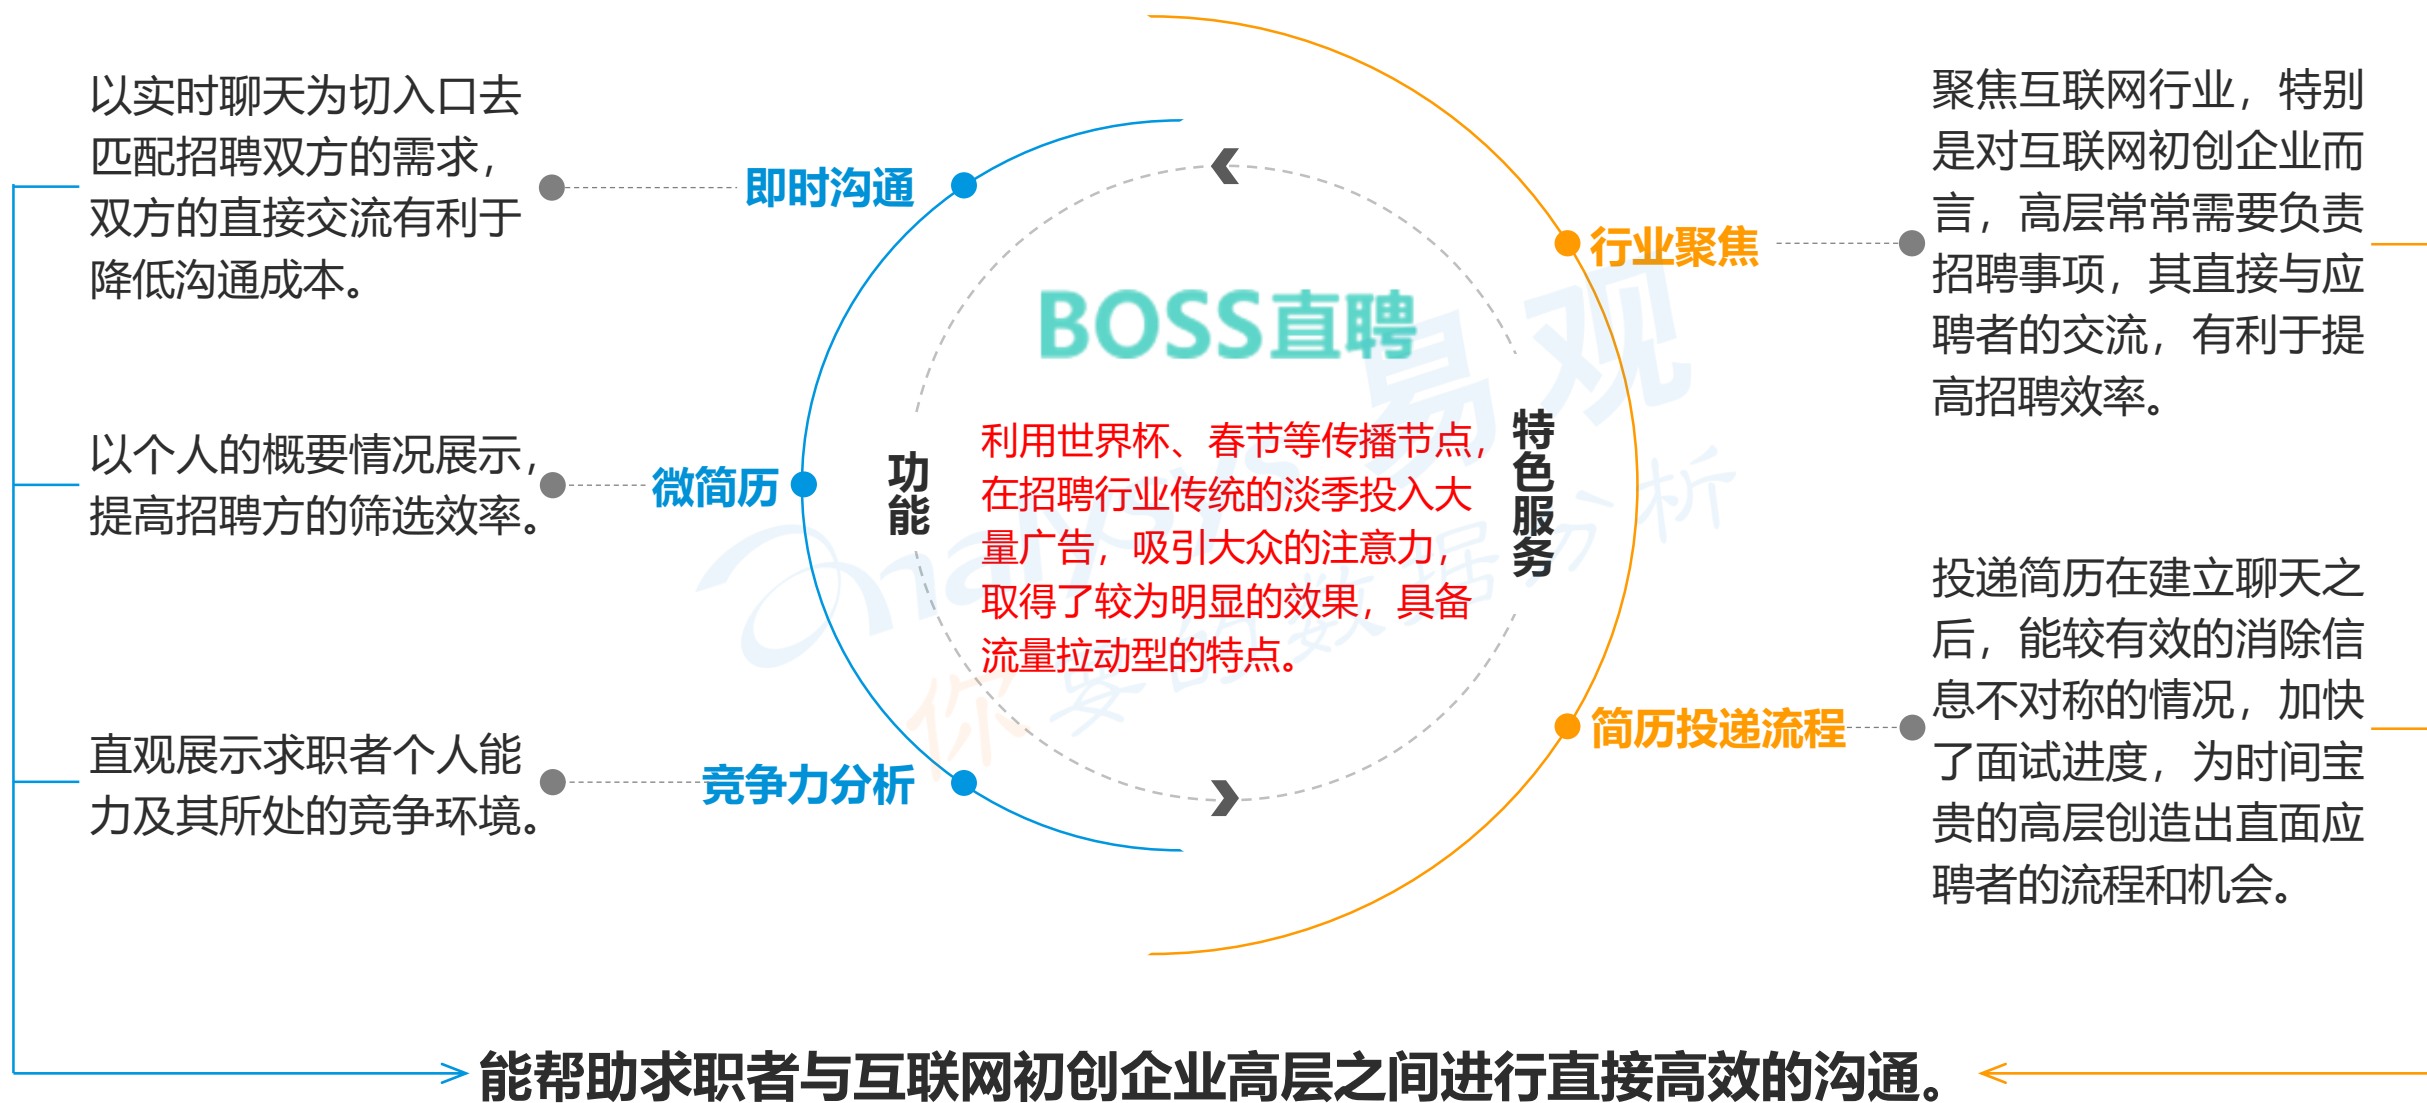 以实时聊天为切入口去
匹配招聘双方的需求，
双方的直接交流有利于
降低沟通成本。
即时沟通
以个人的概要情况展示，
提高招聘方的筛选效率。
微简历
直观展示求职者个人能
力及其所处的竞争环境。
竞争力分析
功能
BOSS直聘
利用世界杯、春节等传播节点，
在招聘行业传统的淡季投入大
量广告，吸引大众的注意力，
取得了较为明显的效果，具备
流量拉动型的特点。
特色服务
行业聚焦
聚焦互联网行业，特别
是对互联网初创企业而
言，高层常常需要负责
招聘事项，其直接与应
聘者的交流，有利于提
高招聘效率。
简历投递流程
投递简历在建立聊天之
后，能较有效的消除信
息不对称的情况，加快
了面试进度，为时间宝
贵的高层创造出直面应
聘者的流程和机会。
能帮助求职者与互联网初创企业高层之间进行直接高效的沟通。
analysys 易观
你要的数据分析